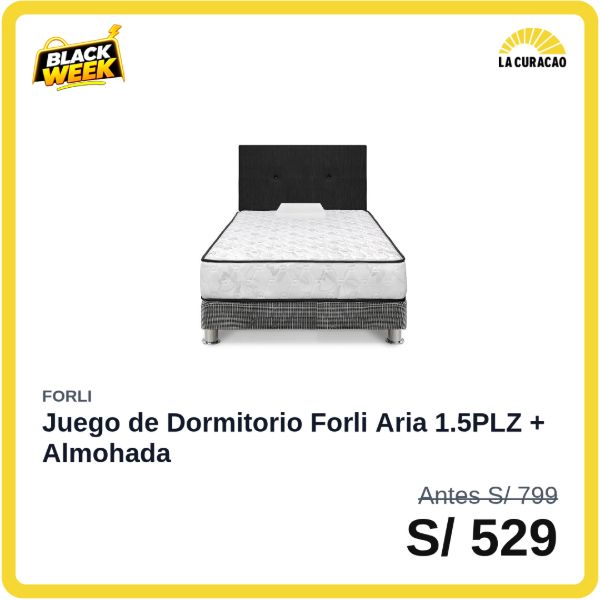 BLACK
WEEK
LA CURACAO
FORLI
Juego de Dormitorio Forli Aria 1.5PLZ +
Almohada
Antes S/ 799
S/ 529